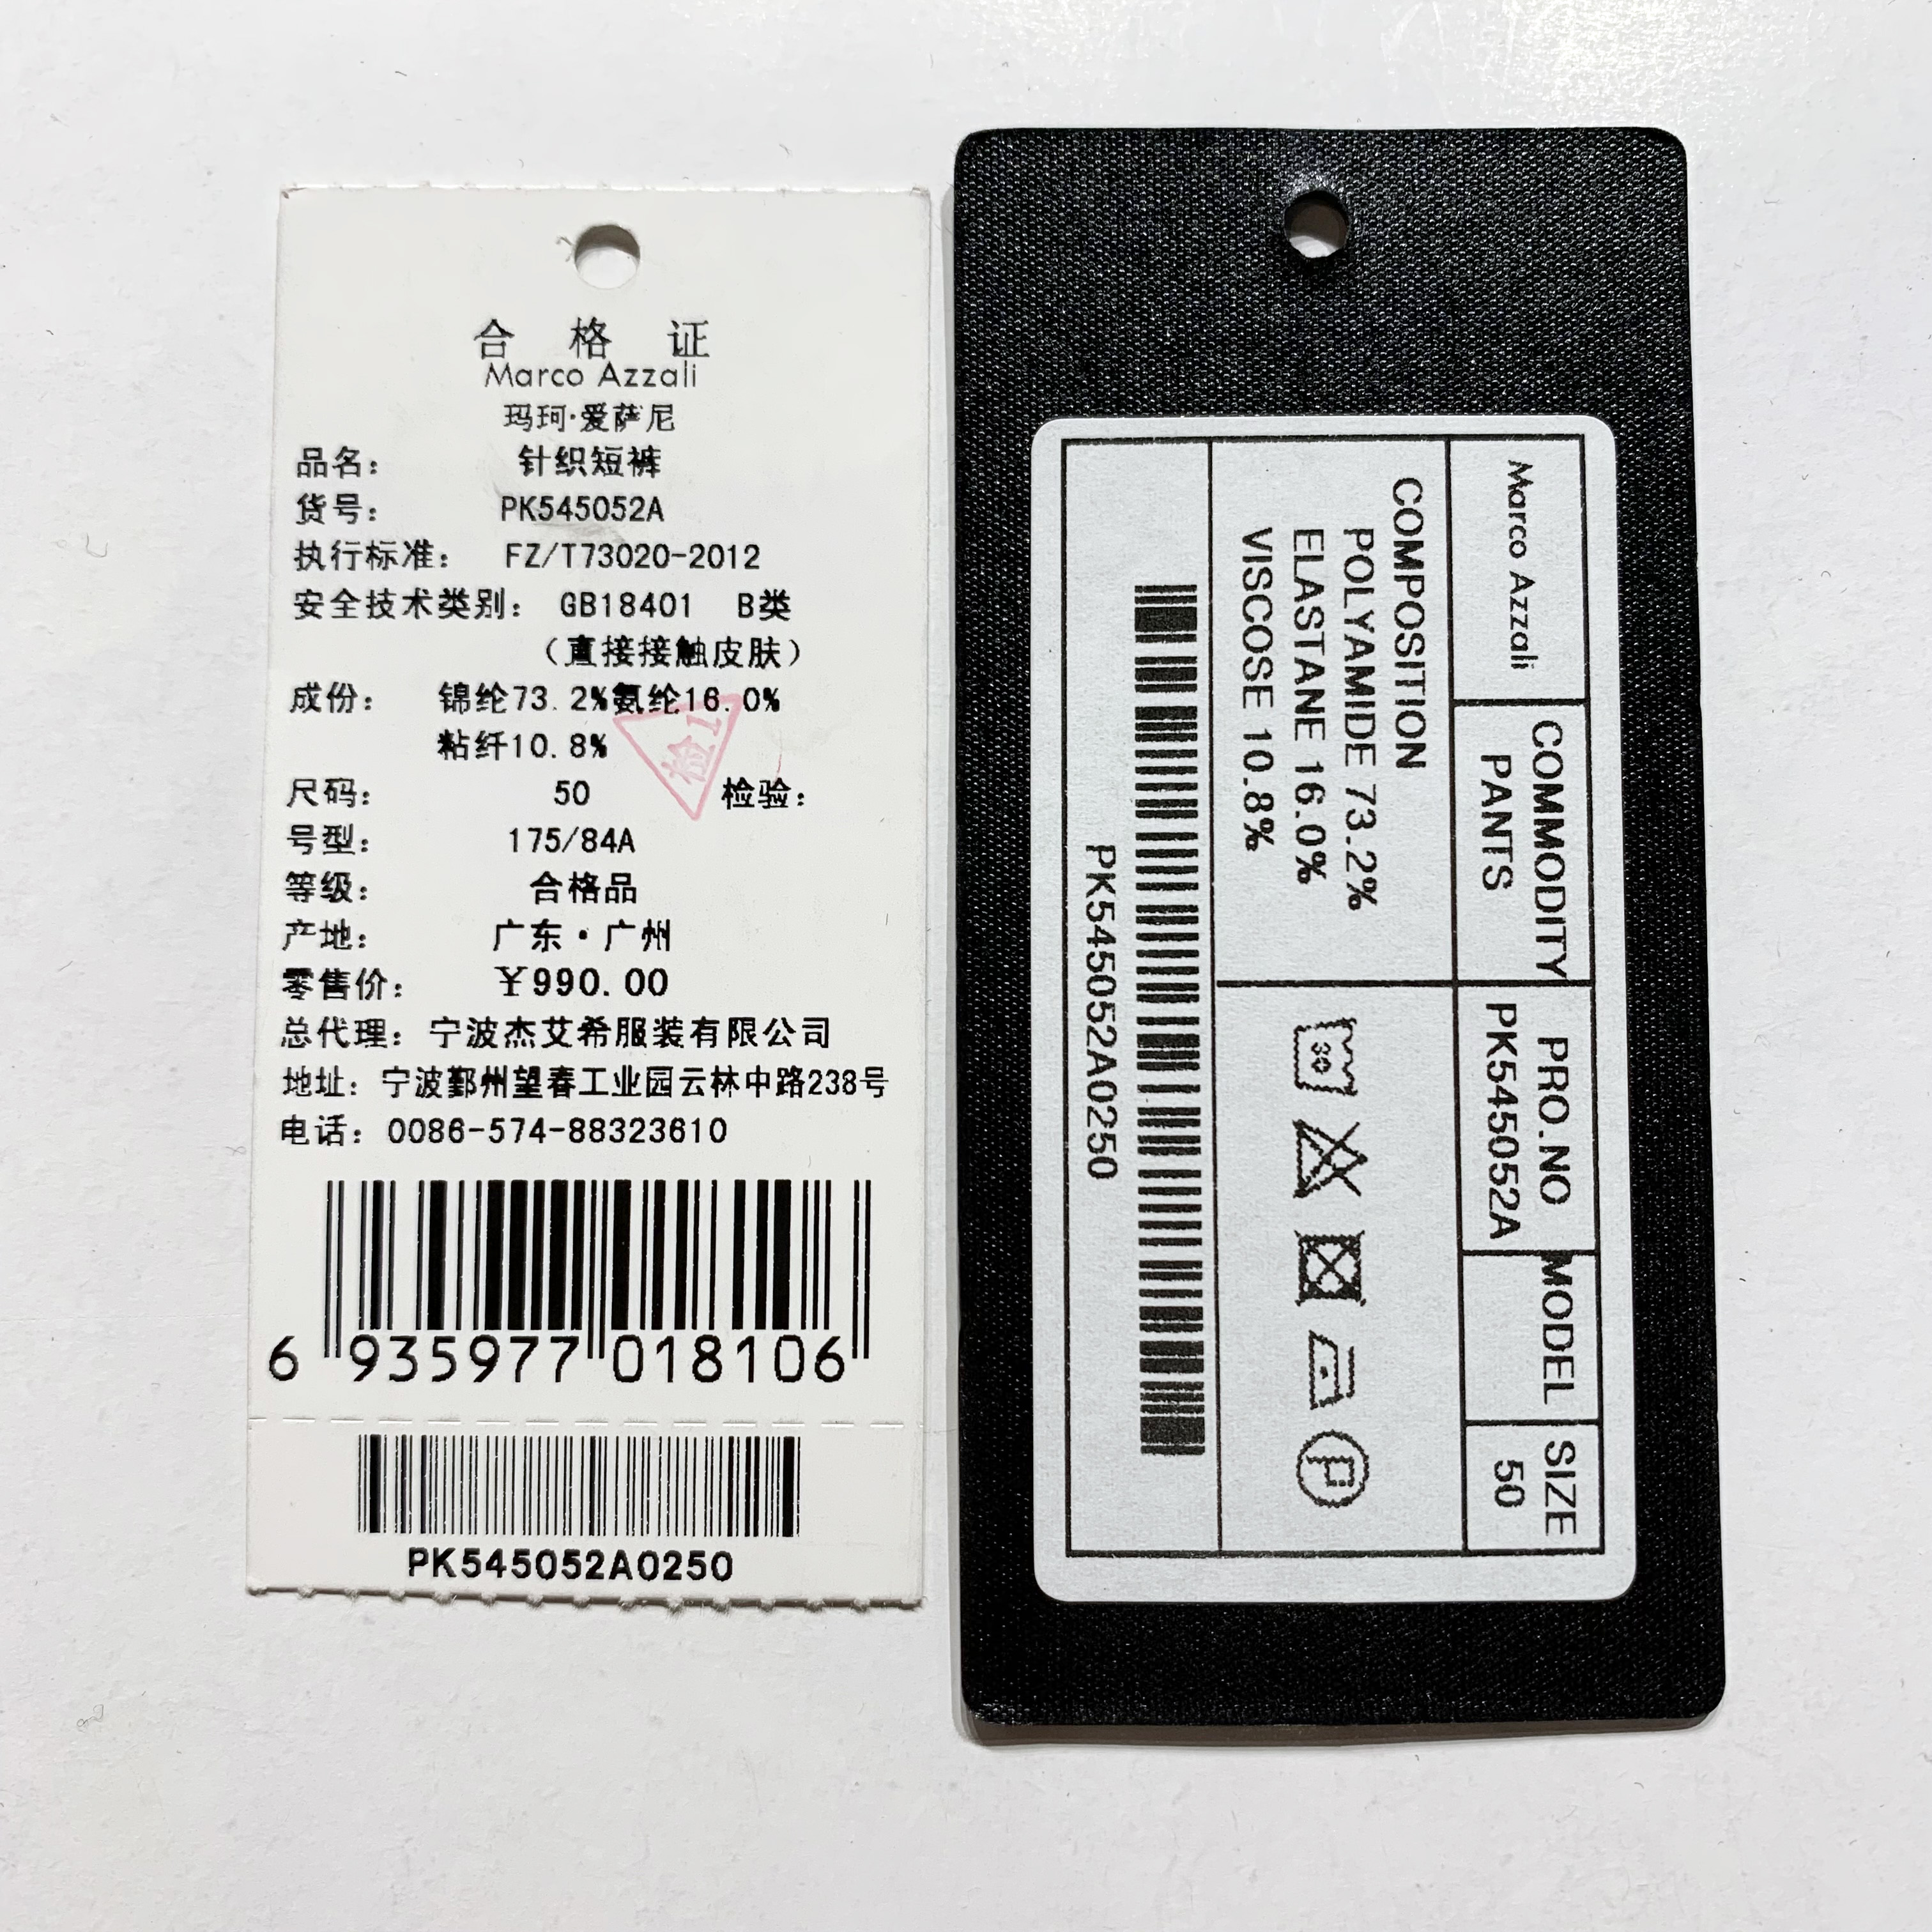 合格证
Marco Azzali
玛珂·爱萨尼
品名： 针织短裤
货号： PK545052A
执行标准： FZ/T73020-2012
安全技术类别： GB18401 B类
（直接接触皮肤）
成份： 锦纶73.2%氨纶16.0%
粘纤10.8%
检1
尺码： 50 检验：
号型： 175/84A
等级： 合格品
产地： 广东·广州
零售价： ¥990.00
总代理：宁波杰艾希服装有限公司
地址：宁波鄞州望春工业园云林中路238号
电话：0086-574-88323610
6 935977 018106
PK545052A0250
Marco Azzali
COMMODITY
PANTS
PRO.NO
PK545052A
MODEL
SIZE
50
COMPOSITION
POLYAMIDE 73.2%
ELASTANE 16.0%
VISCOSE 10.8%
30
P
PK545052A0250